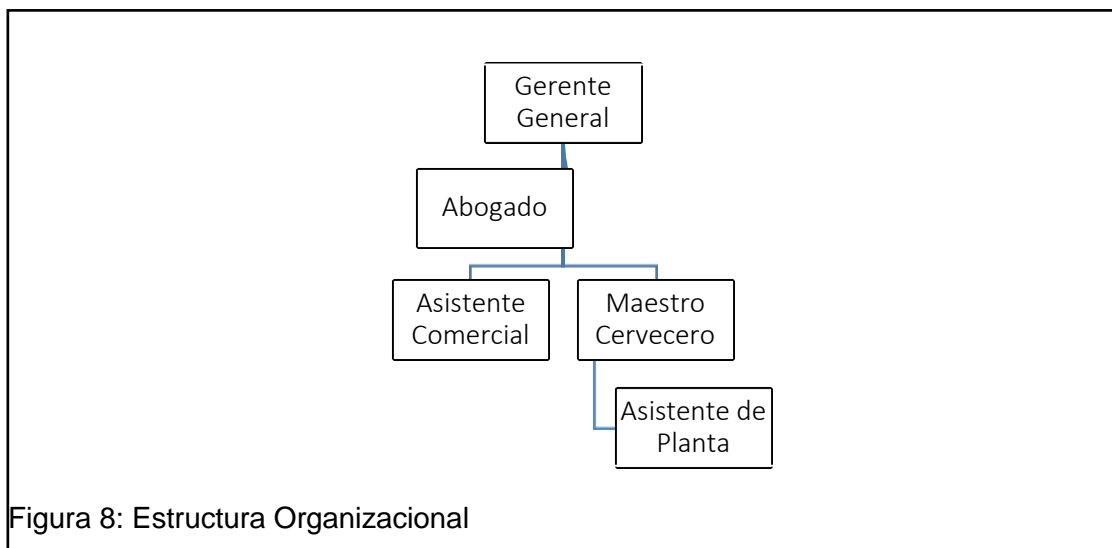 Gerente
General
Abogado
Asistente
Comercial
Maestro
Cervecero
Asistente de
Planta
Figura 8: Estructura Organizacional